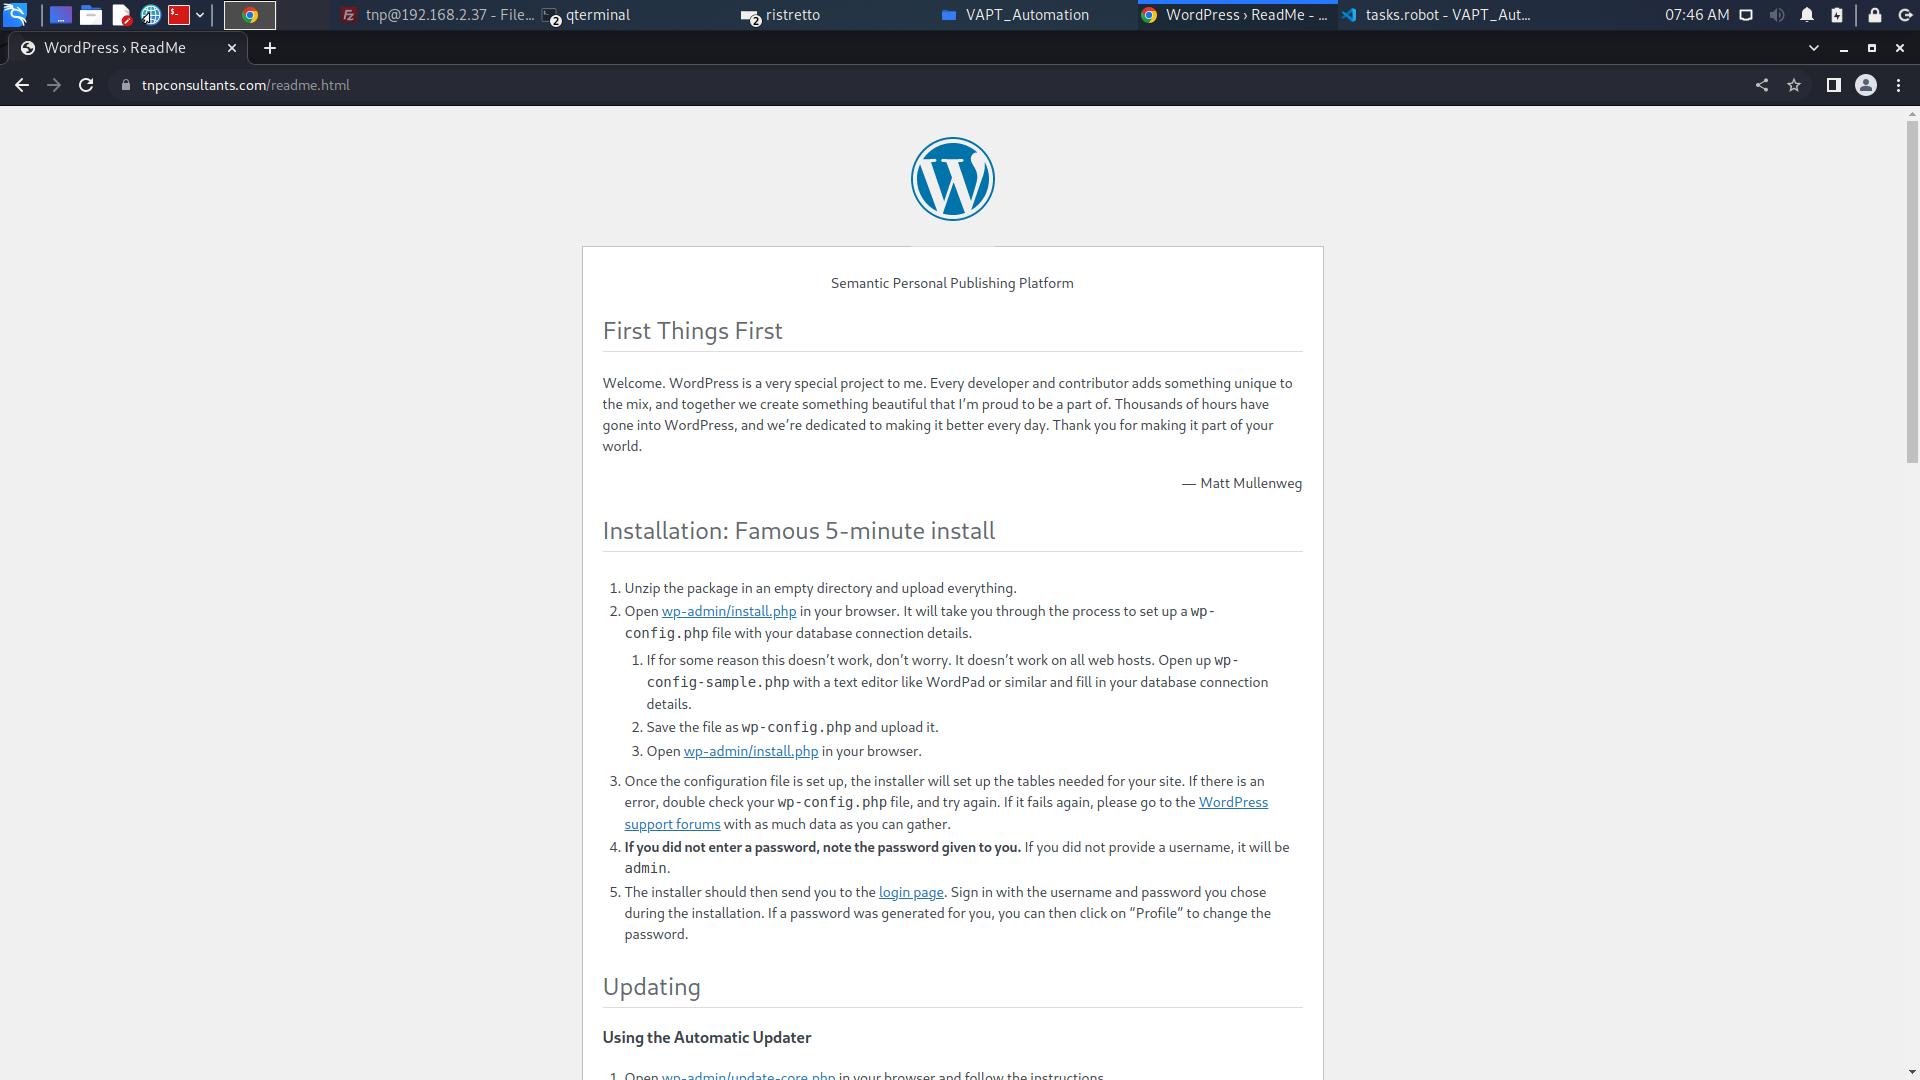 tnp@192.168.2.37 - File...
2
qterminal
2
ristretto
VAPT_Automation
WordPress › ReadMe - ...
tasks.robot - VAPT_Aut...
07:46 AM
WordPress › ReadMe
tnpconsultants.com/readme.html
W
Semantic Personal Publishing Platform
First Things First
Welcome. WordPress is a very special project to me. Every developer and contributor adds something unique to
the mix, and together we create something beautiful that I’m proud to be a part of. Thousands of hours have
gone into WordPress, and we’re dedicated to making it better every day. Thank you for making it part of your
world.
— Matt Mullenweg
Installation: Famous 5-minute install
1. Unzip the package in an empty directory and upload everything.
2. Open wp-admin/install.php in your browser. It will take you through the process to set up a wp-
config.php file with your database connection details.
1. If for some reason this doesn’t work, don’t worry. It doesn’t work on all web hosts. Open up wp-
config-sample.php with a text editor like WordPad or similar and fill in your database connection
details.
2. Save the file as wp-config.php and upload it.
3. Open wp-admin/install.php in your browser.
3. Once the configuration file is set up, the installer will set up the tables needed for your site. If there is an
error, double check your wp-config.php file, and try again. If it fails again, please go to the WordPress
support forums with as much data as you can gather.
4. If you did not enter a password, note the password given to you. If you did not provide a username, it will be
admin.
5. The installer should then send you to the login page. Sign in with the username and password you chose
during the installation. If a password was generated for you, you can then click on “Profile” to change the
password.
Updating
Using the Automatic Updater
1. Open wp-admin/update-core.php in your browser and follow the instructions.